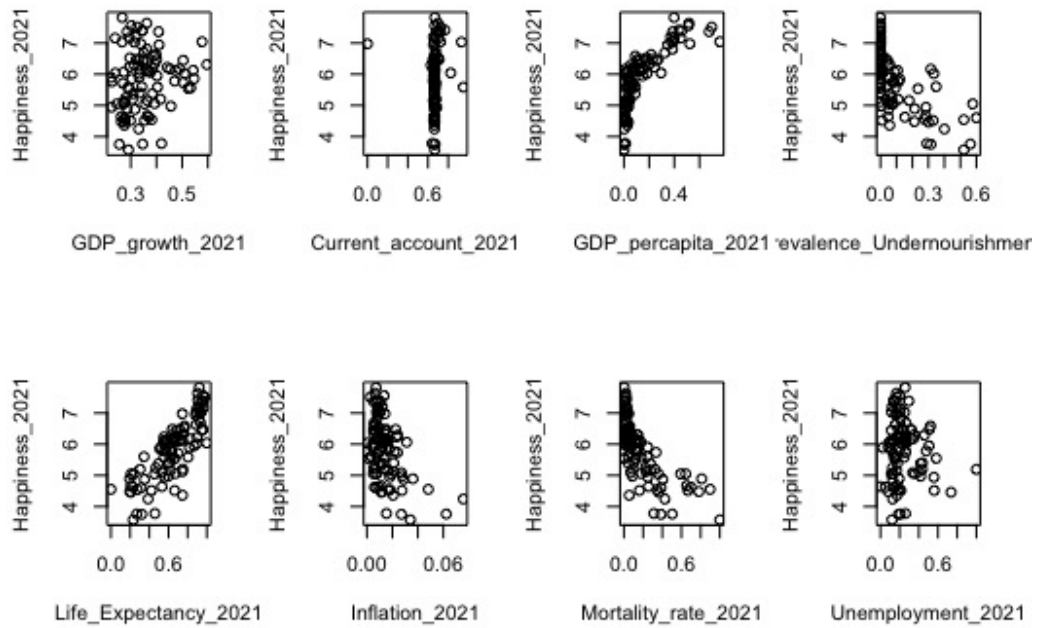 Happiness_2021
7
6
5
4
0.3 0.5
GDP_growth_2021
Happiness_2021
7
6
5
4
0.0 0.6
Current_account_2021
Happiness_2021
7
6
5
4
0.0 0.4
GDP_percapita_2021
Happiness_2021
7
6
5
4
0.0 0.3 0.6
revalence_Undernourishmer
Happiness_2021
7
6
5
4
0.0 0.6
Life_Expectancy_2021
Happiness_2021
7
6
5
4
0.00 0.06
Inflation_2021
Happiness_2021
7
6
5
4
0.0 0.6
Mortality_rate_2021
Happiness_2021
7
6
5
4
0.0 0.6
Unemployment_2021